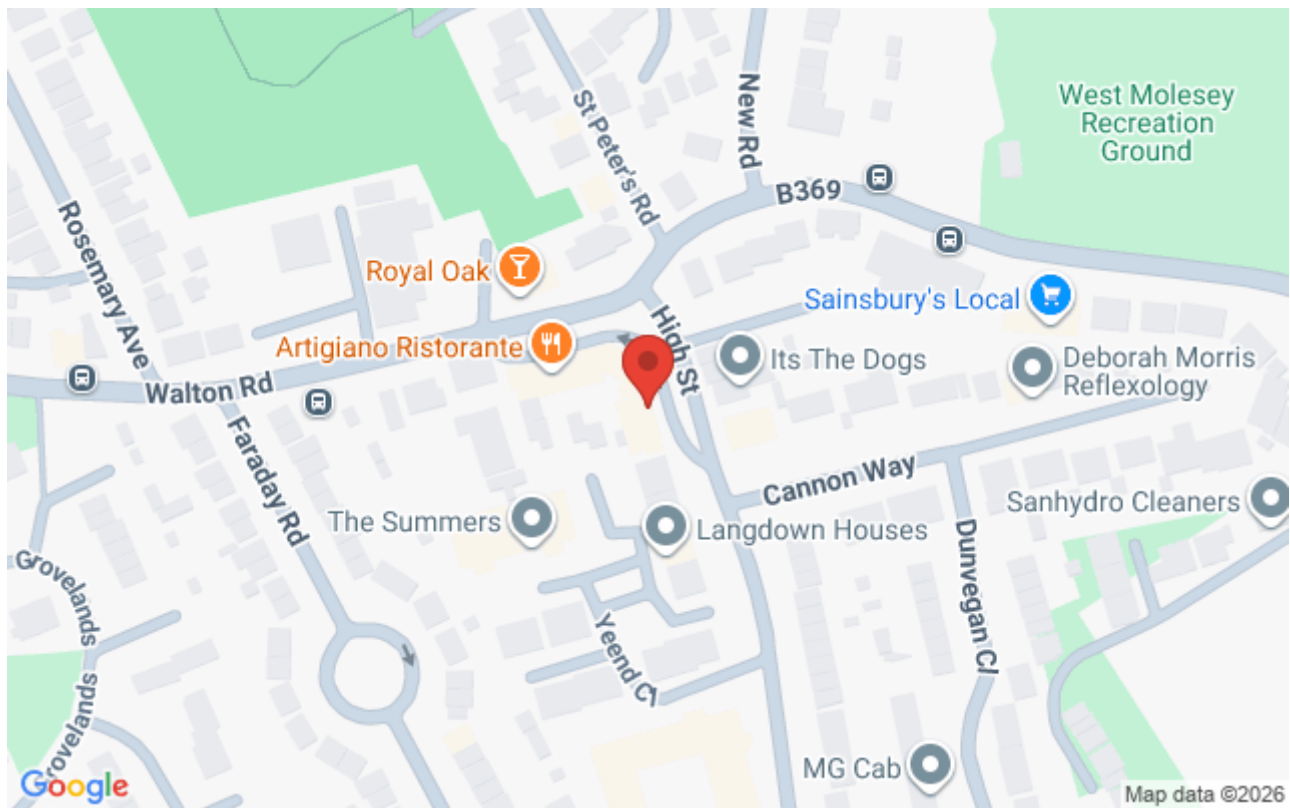 West Molesey
Recreation
Ground
St Peter's Rd
New Rd
B369
Rosemary Ave
Royal Oak
Sainsbury's Local
High St
Artigiano Ristorante
Its The Dogs
Deborah Morris
Reflexology
Walton Rd
Faraday Rd
Cannon Way
Sanhydro Cleaners
The Summers
Langdown Houses
Dunvegan Cl
Grovelands
Yeend Cl
Grovelands
MG Cab
Google
Map data ©2026